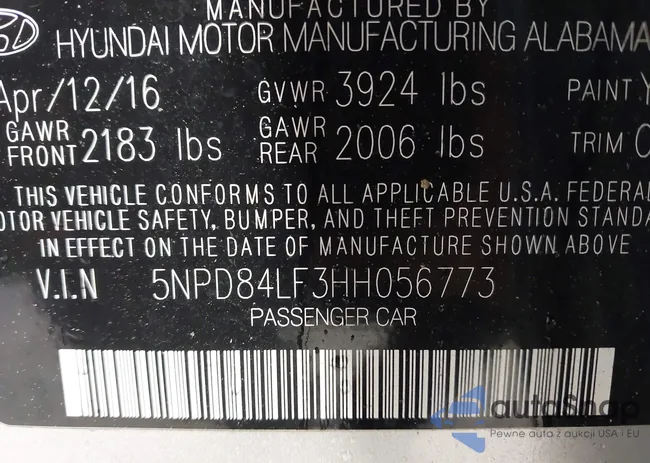 MANUFACTURED BY
HYUNDAI MOTOR MANUFACTURING ALABAMA
Apr/12/16 GVWR 3924 lbs PAINT Y
GAWR FRONT 2183 lbs GAWR REAR 2006 lbs TRIM
THIS VEHICLE CONFORMS TO ALL APPLICABLE U.S.A. FEDERAL
MOTOR VEHICLE SAFETY, BUMPER, AND THEFT PREVENTION STANDA
IN EFFECT ON THE DATE OF MANUFACTURE SHOWN ABOVE
V.I.N 5NPD84LF3HH056773
PASSENGER CAR
autoSnap
Pewne auta z aukcji USA i EU